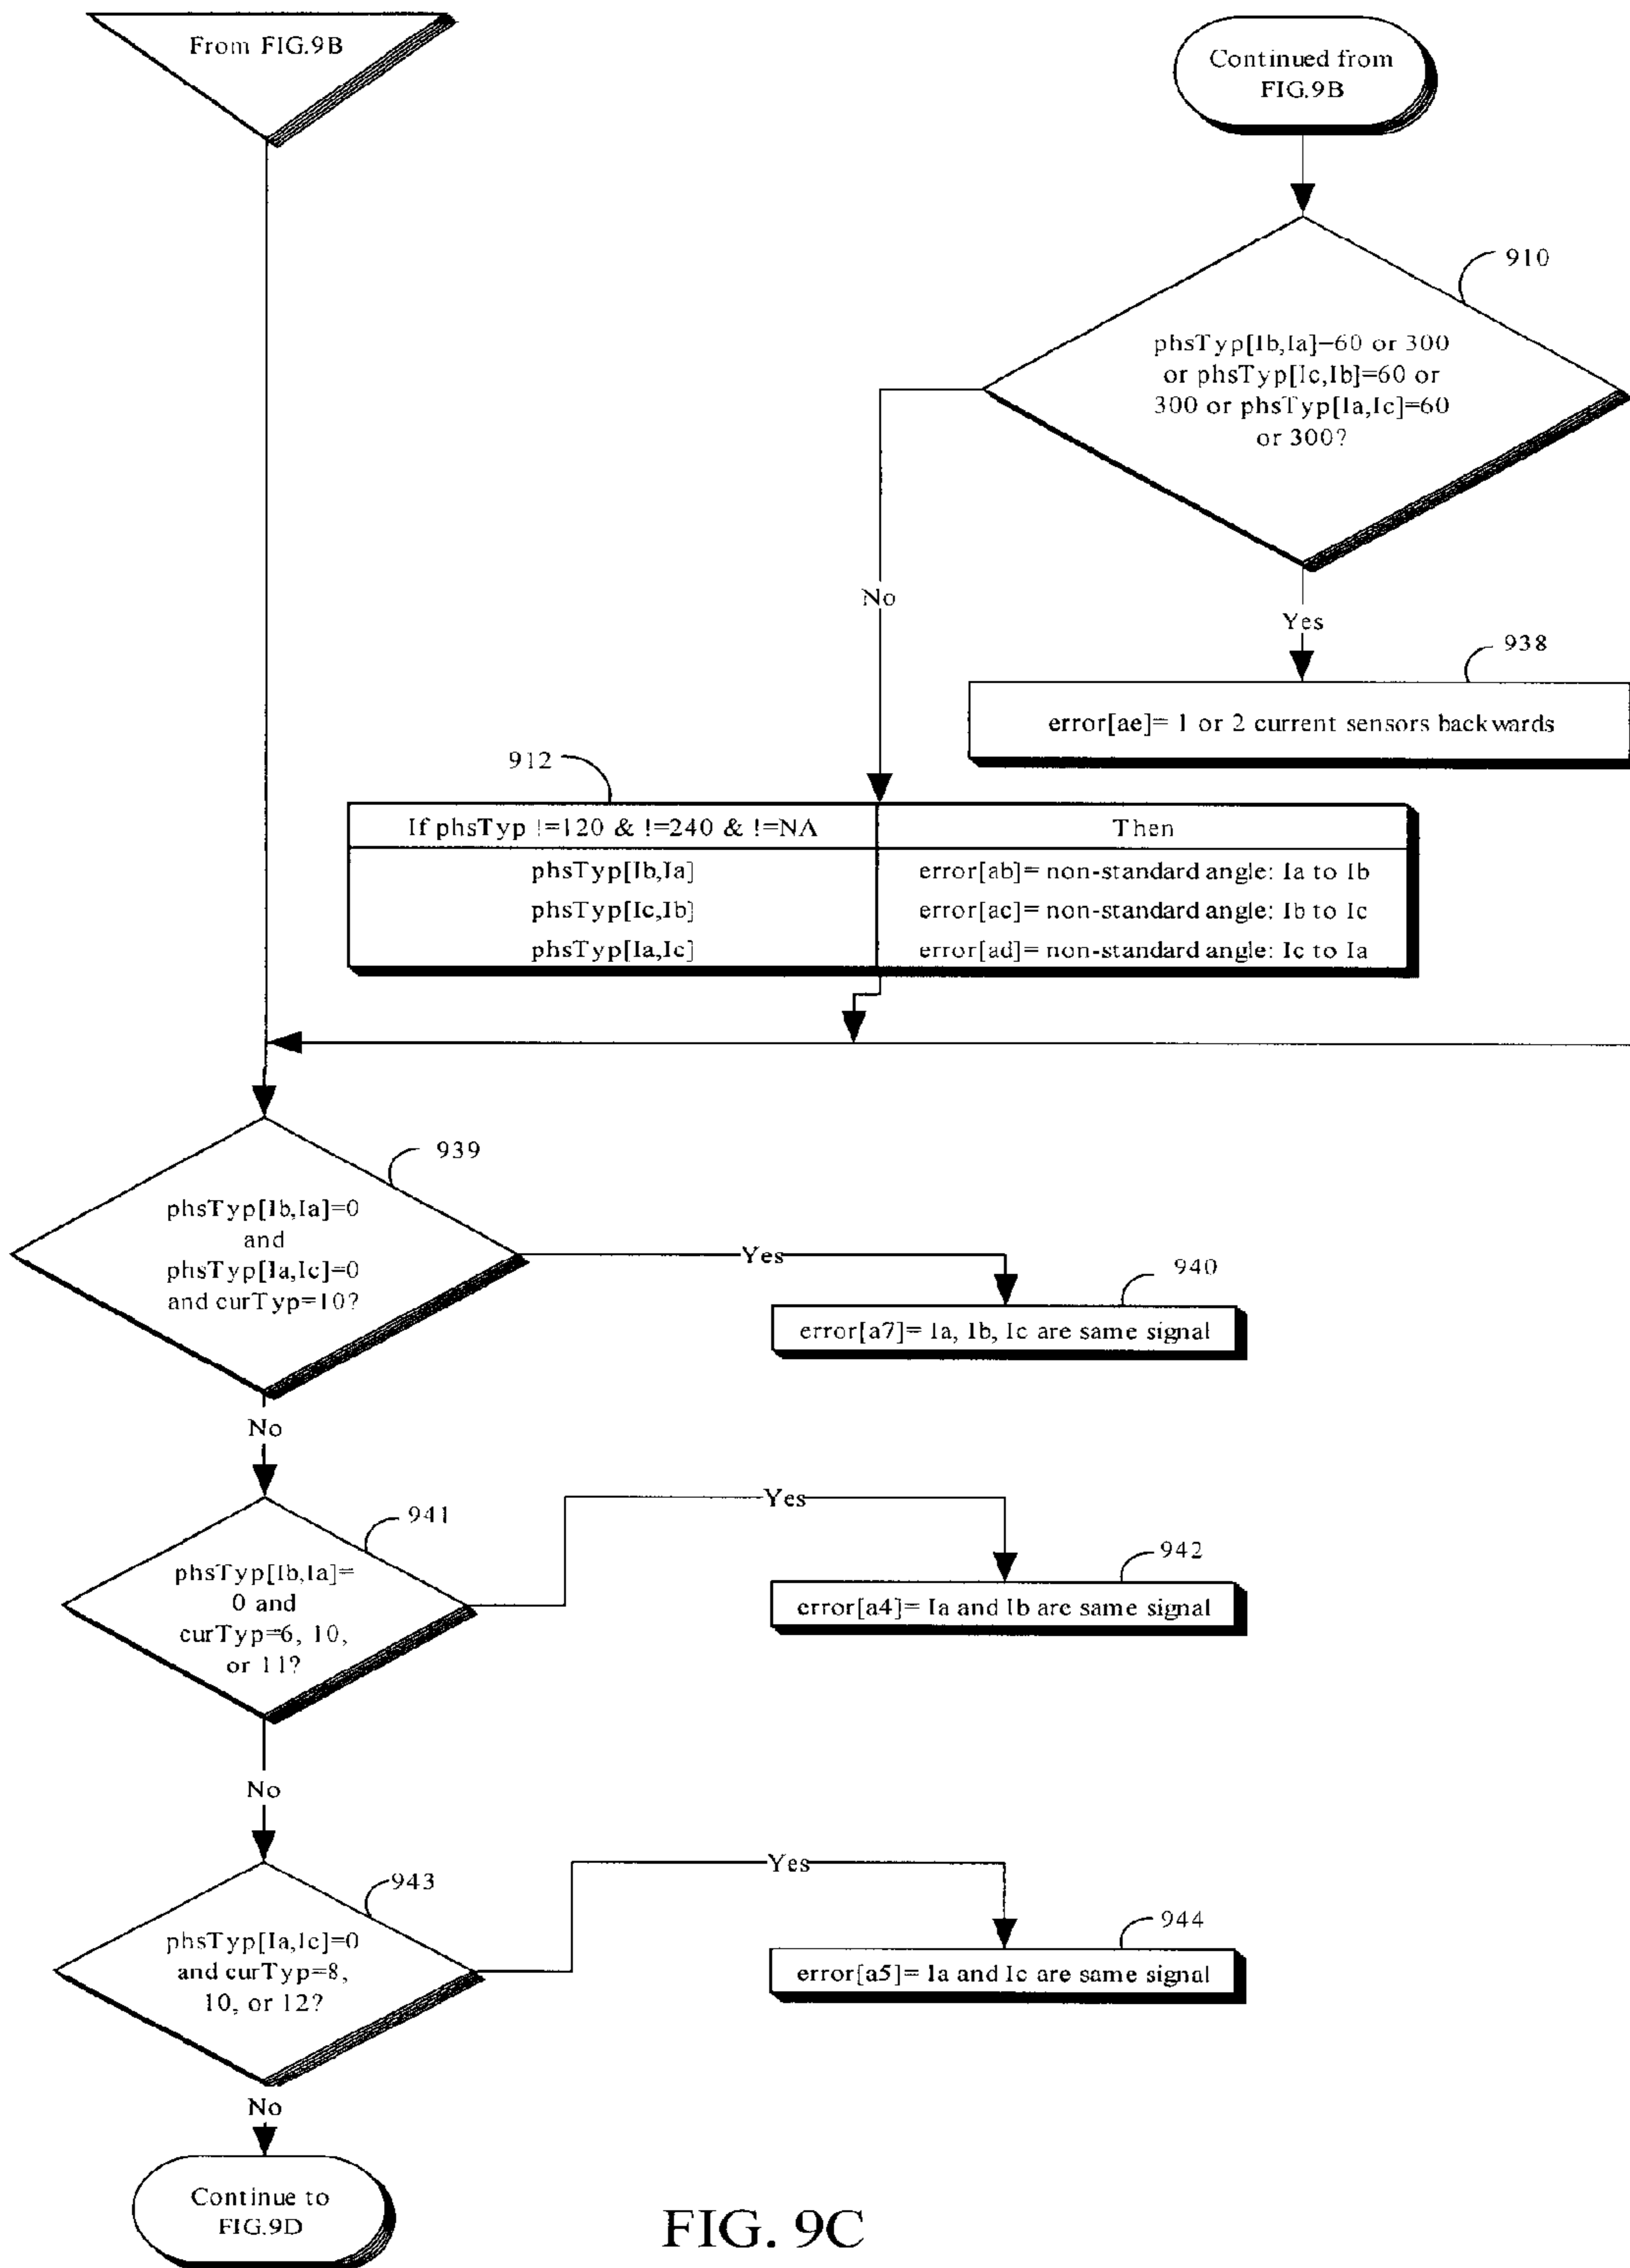 From FIG.9B
Continued from
FIG.9B
910
phsTyp[Ib,Ia]–60 or 300
or phsTyp[Ic,Ib]=60 or
300 or phsTyp[Ia,Ic]=60
or 300?
No
Yes
938
error[ae]= 1 or 2 current sensors backwards
912
If phsTyp !=120 & !=240 & !=NA
Then
phsTyp[Ib,Ia]
error[ab]= non-standard angle: Ia to Ib
phsTyp[Ic,Ib]
error[ac]= non-standard angle: Ib to Ic
phsTyp[Ia,Ic]
error[ad]= non-standard angle: Ic to Ia
939
phsTyp[Ib,Ia]=0
and
phsTyp[Ia,Ic]=0
and curTyp=10?
Yes
940
error[a7]= Ia, Ib, Ic are same signal
No
941
phsTyp[Ib,Ia]=
0 and
curTyp=6, 10,
or 11?
Yes
942
error[a4]= Ia and Ib are same signal
No
943
phsTyp[Ia,Ic]=0
and curTyp=8,
10, or 12?
Yes
944
error[a5]= Ia and Ic are same signal
No
Continue to
FIG.9D
FIG. 9C